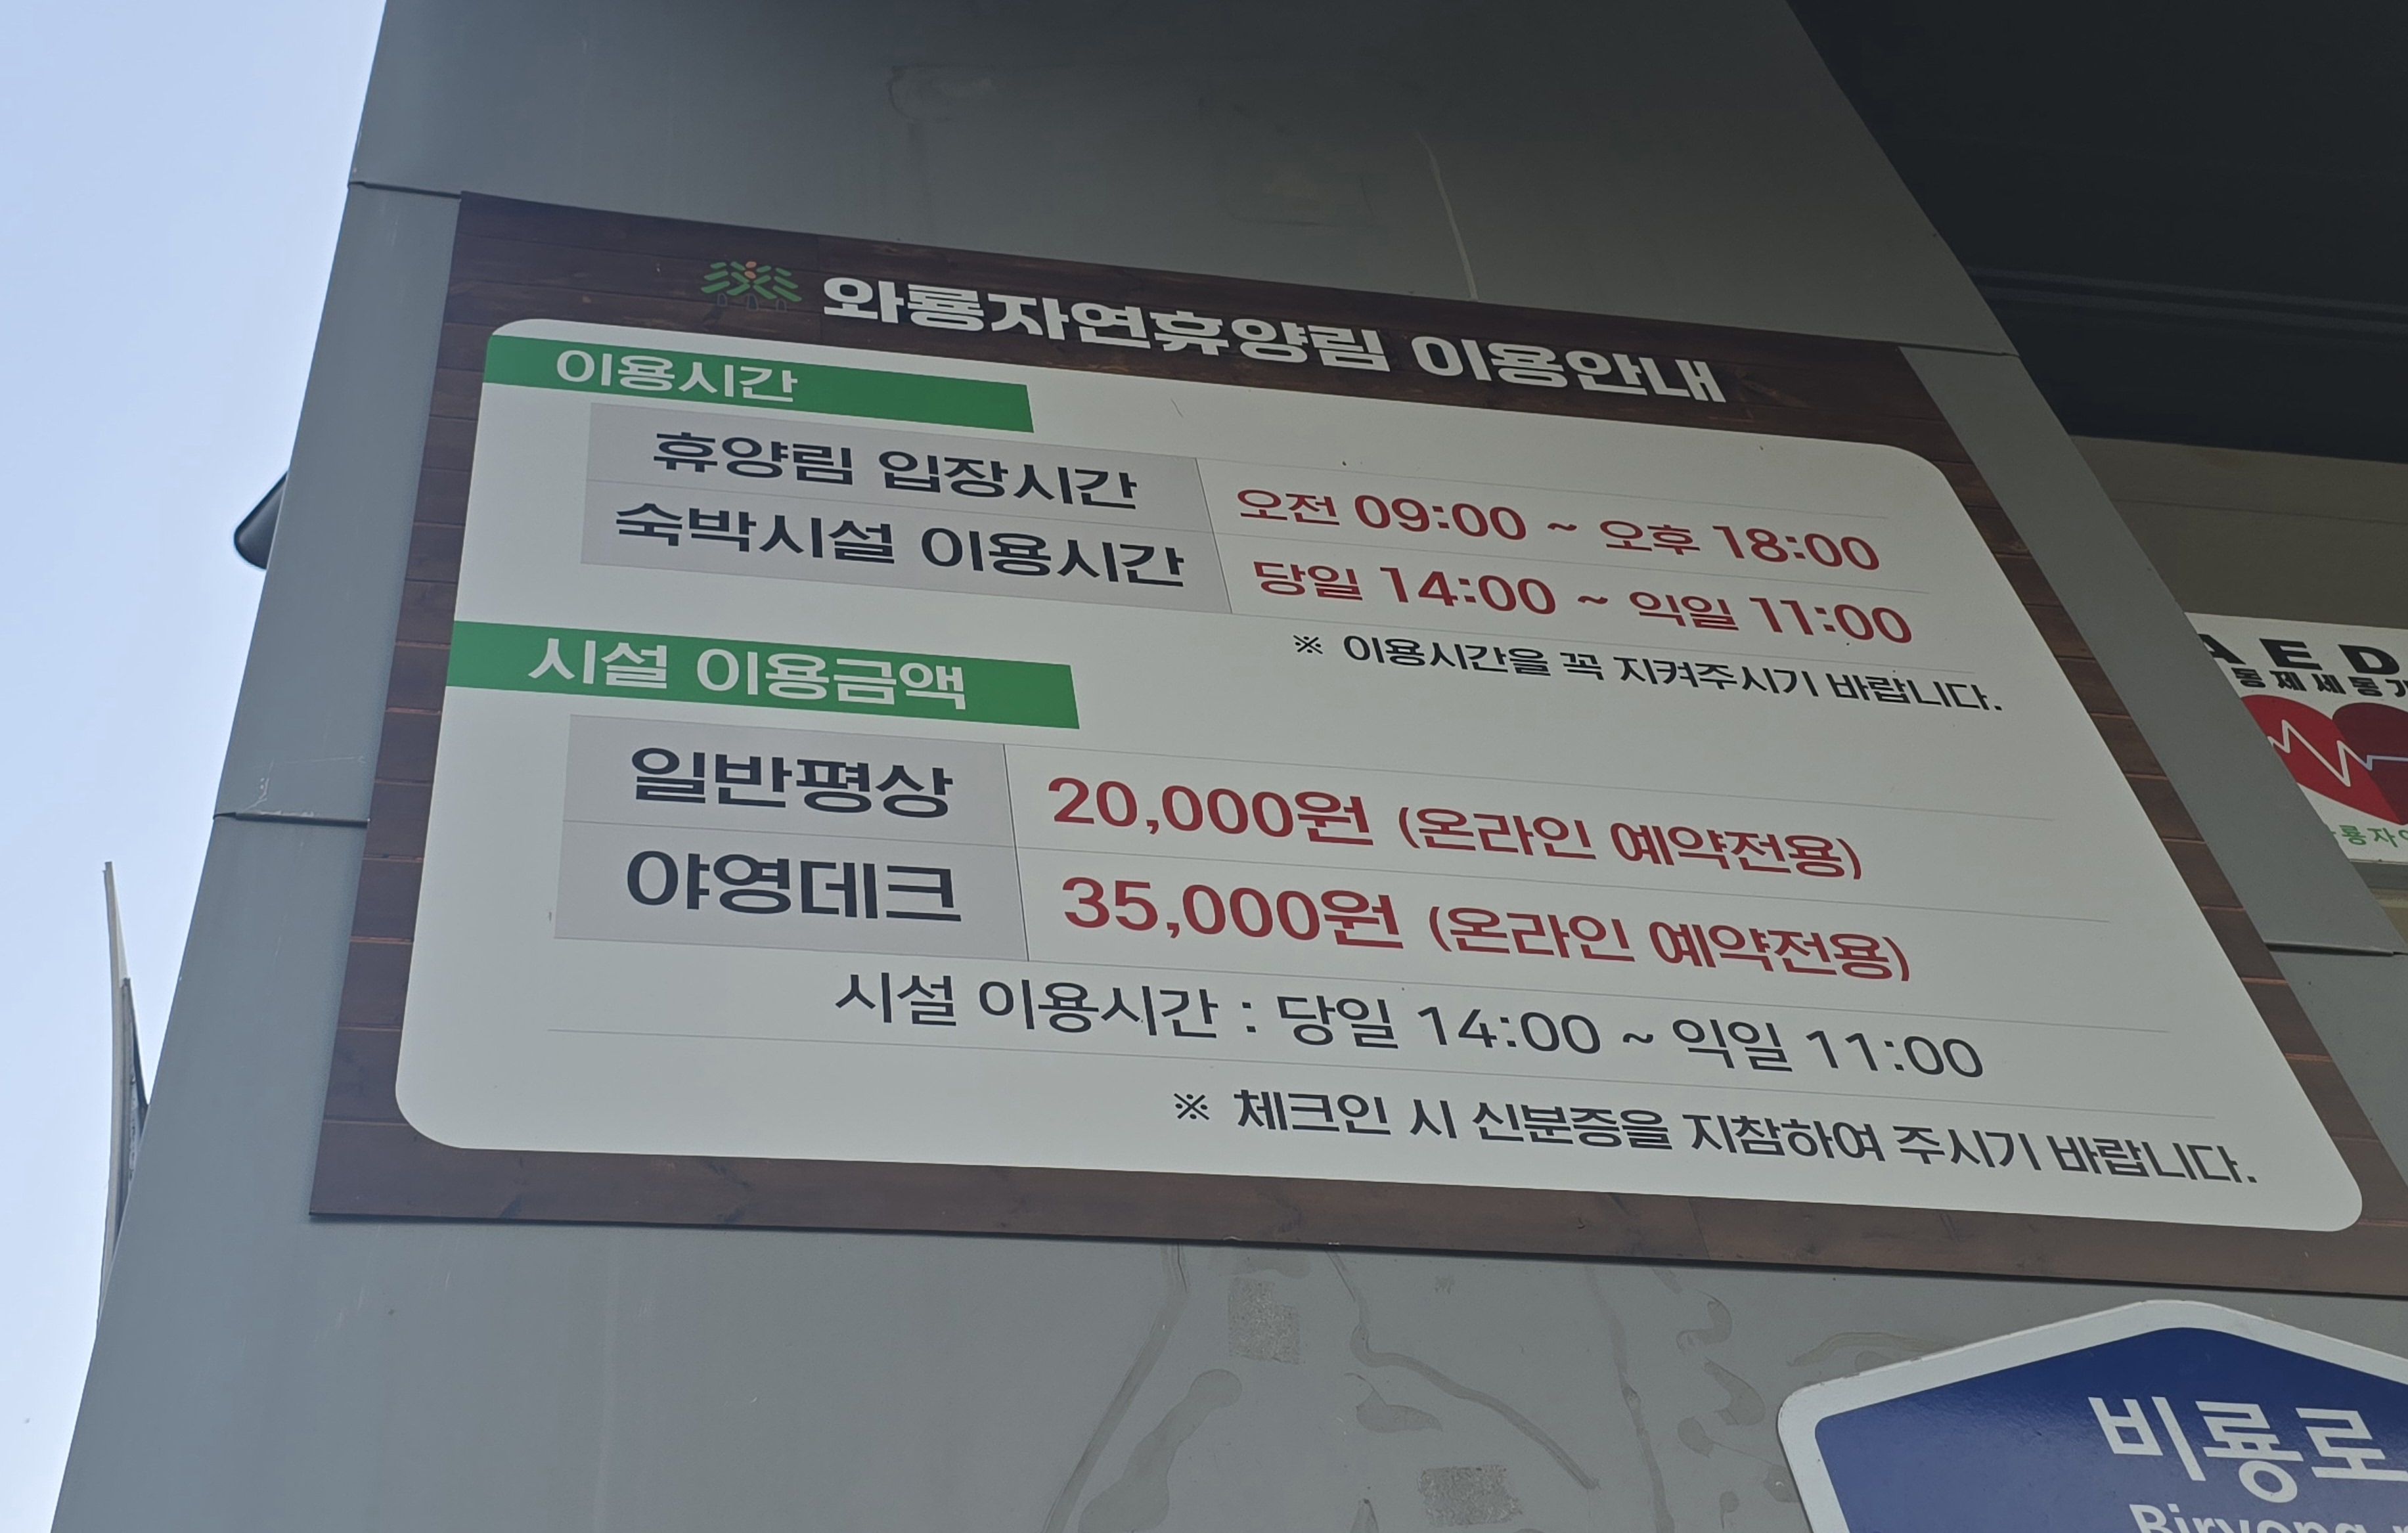 와룡자연휴양림 이용안내
이용시간
휴양림 입장시간 오전 09:00 ~ 오후 18:00
숙박시설 이용시간 당일 14:00 ~ 익일 11:00
※ 이용시간을 꼭 지켜주시기 바랍니다.
시설 이용금액
일반평상 20,000원 (온라인 예약전용)
야영데크 35,000원 (온라인 예약전용)
시설 이용시간 : 당일 14:00 ~ 익일 11:00
※ 체크인 시 신분증을 지참하여 주시기 바랍니다.
AED
비룡로